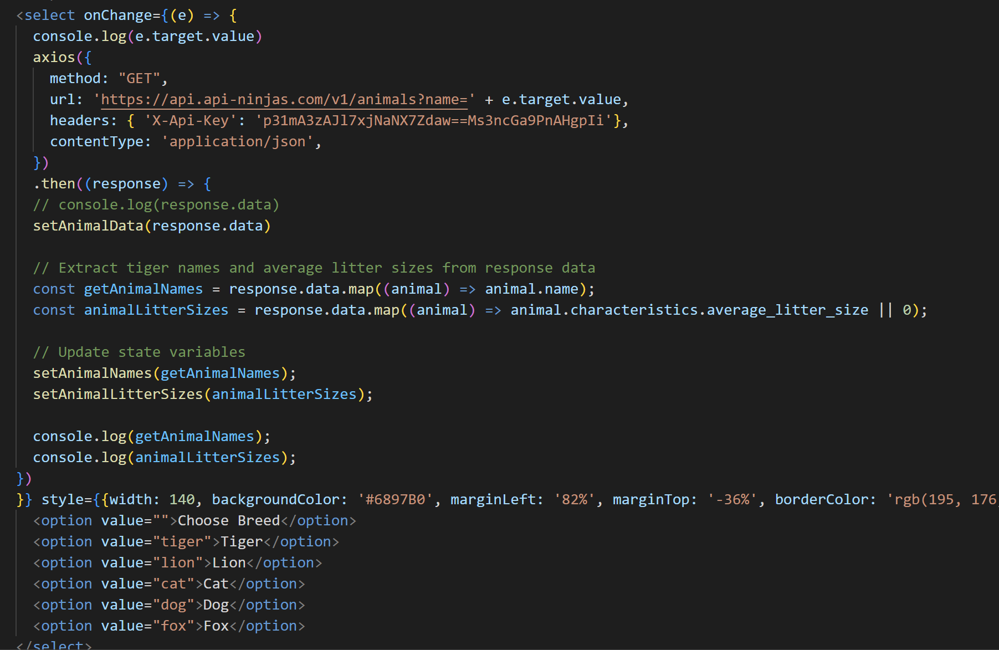 <select onChange={(e) => {
console.log(e.target.value)
axios({
method: "GET",
url: 'https://api.api-ninjas.com/v1/animals?name=' + e.target.value,
headers: { 'X-Api-Key': 'p31mA3zAJl7xjNaNX7Zdaw==Ms3ncGa9PnAHgpIi'},
contentType: 'application/json',
})
.then((response) => {
// console.log(response.data)
setAnimalData(response.data)
// Extract tiger names and average litter sizes from response data
const getAnimalNames = response.data.map((animal) => animal.name);
const animalLitterSizes = response.data.map((animal) => animal.characteristics.average_litter_size || 0);
// Update state variables
setAnimalNames(getAnimalNames);
setAnimalLitterSizes(animalLitterSizes);
console.log(getAnimalNames);
console.log(animalLitterSizes);
})
}} style={{width: 140, backgroundColor: '#6897B0', marginLeft: '82%', marginTop: '-36%', borderColor: 'rgb(195, 176,
<option value="">Choose Breed</option>
<option value="tiger">Tiger</option>
<option value="lion">Lion</option>
<option value="cat">Cat</option>
<option value="dog">Dog</option>
<option value="fox">Fox</option>
</select>